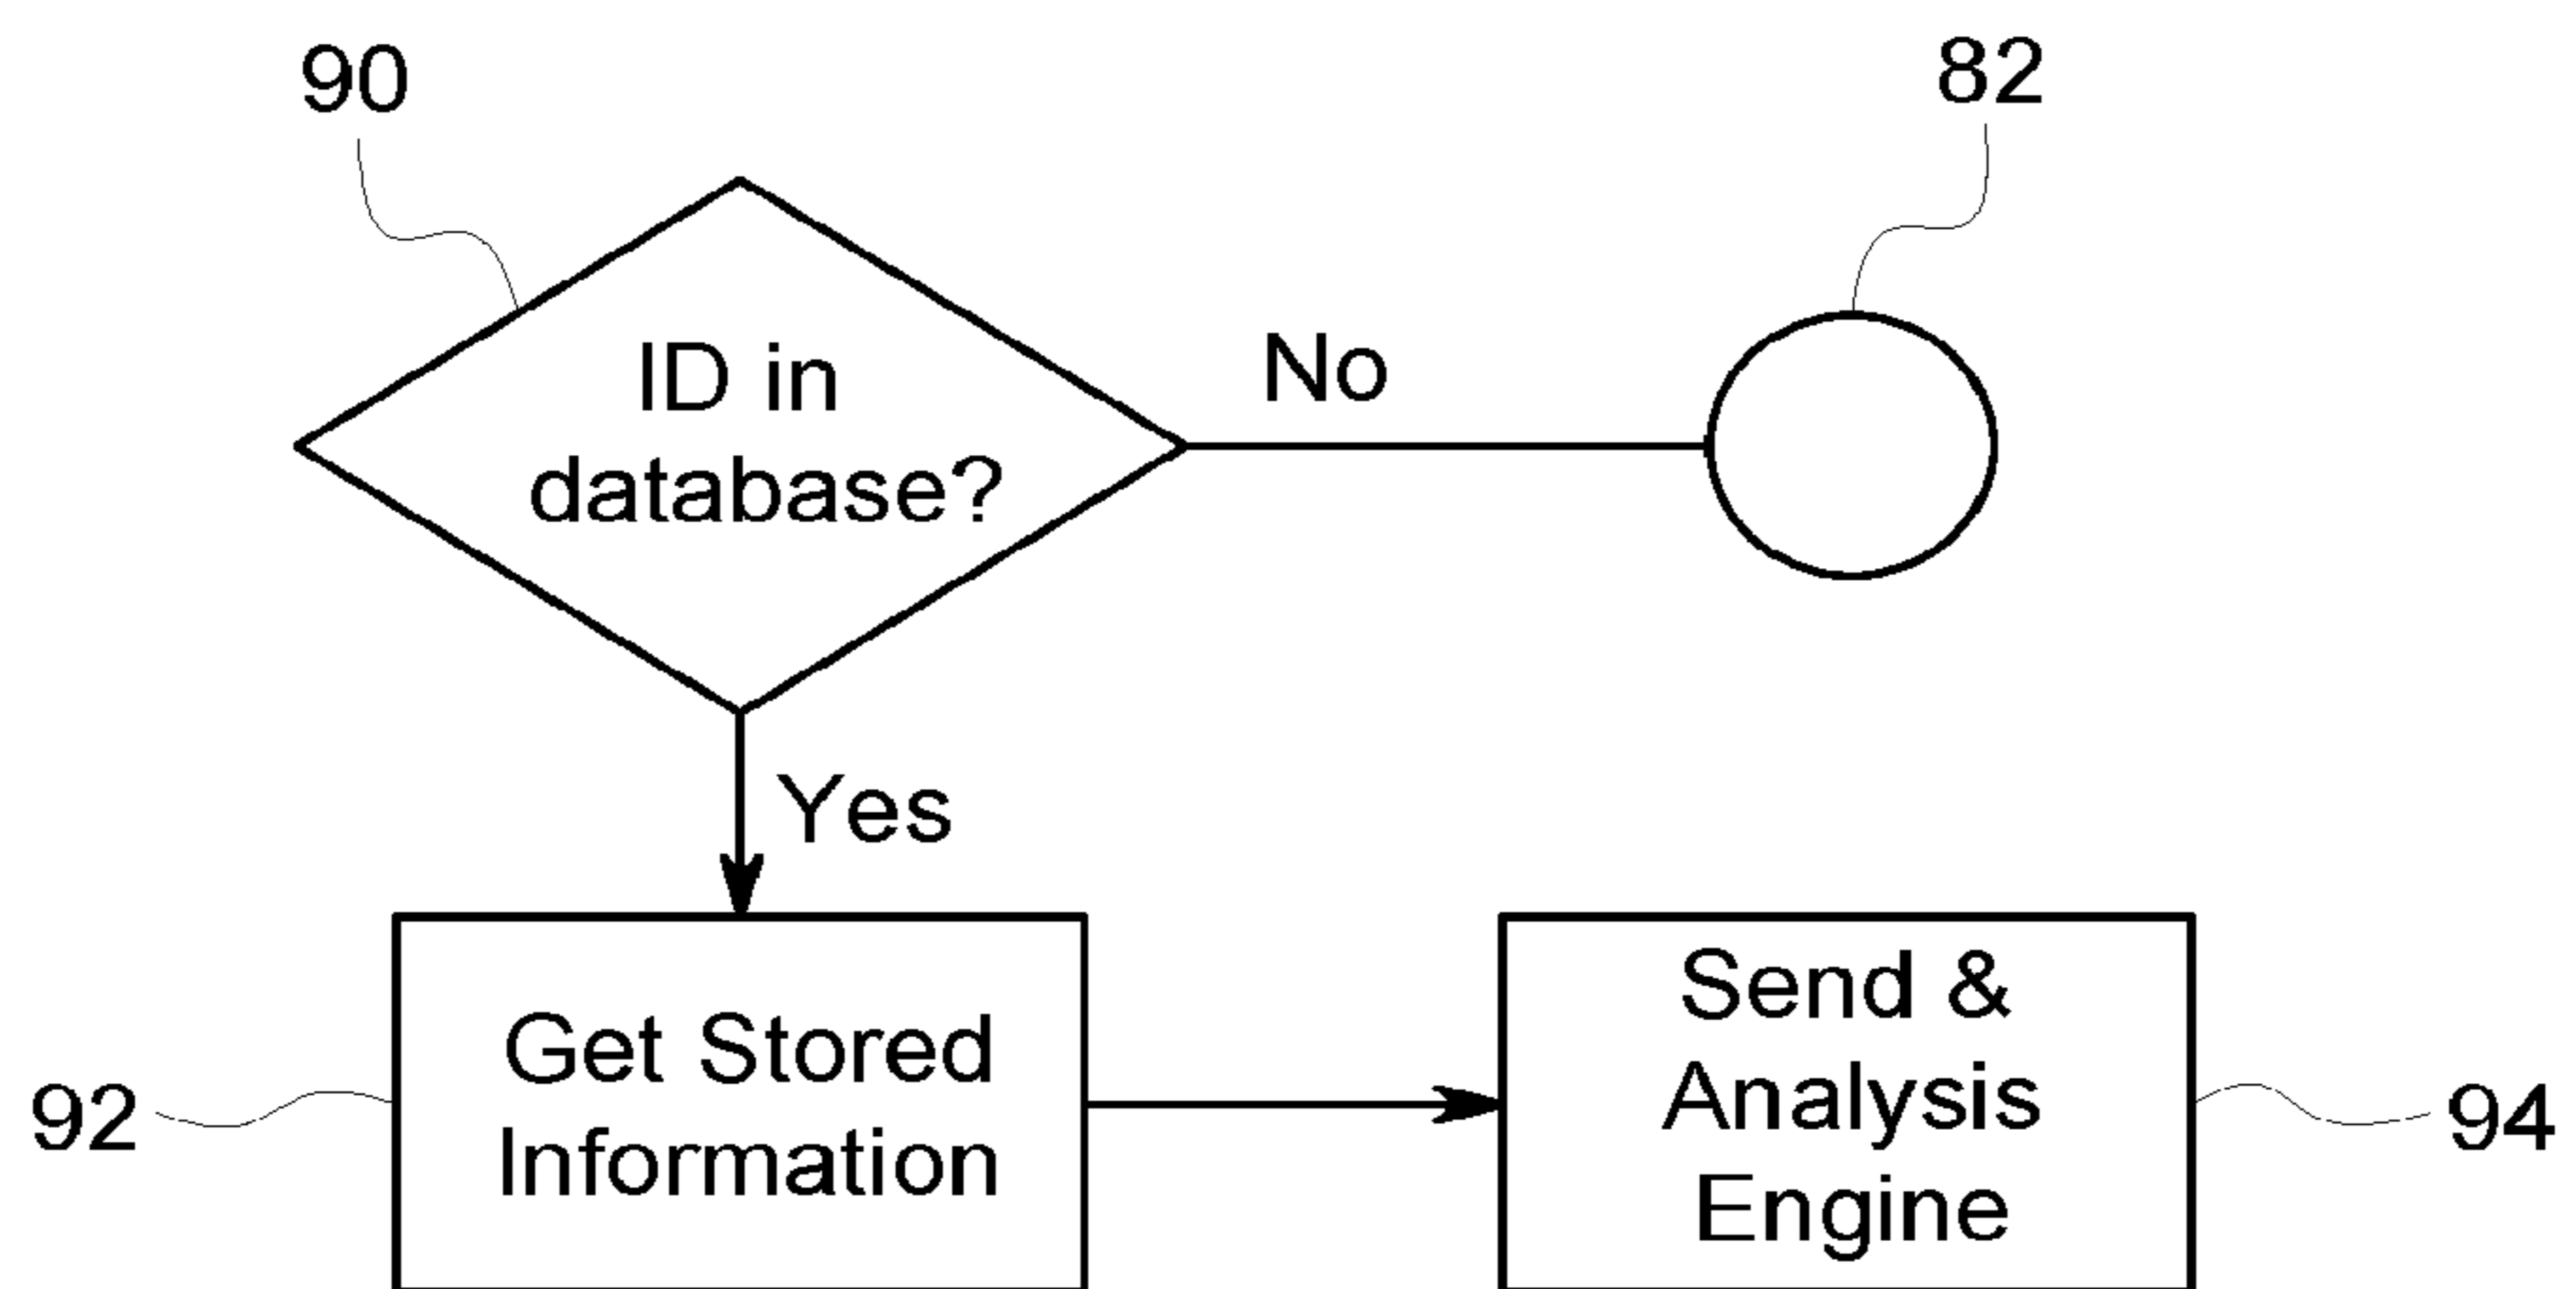 90
82
ID in
database?
No
Yes
Get Stored
Information
Send &
Analysis
Engine
92
94